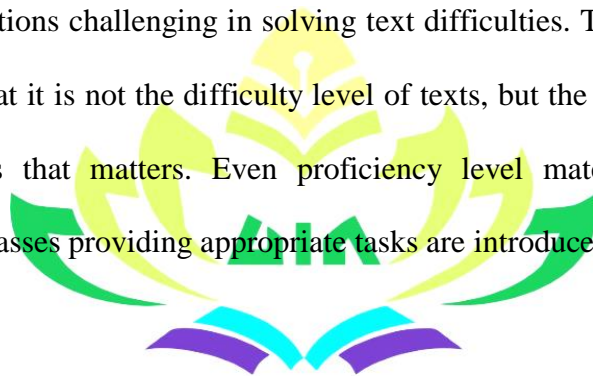 tions challenging in solving text difficulties. T
at it is not the difficulty level of texts, but the
s that matters. Even proficiency level mate
asses providing appropriate tasks are introduce